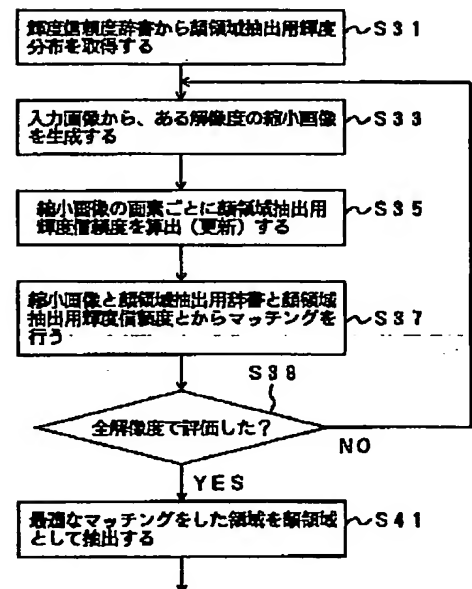 輝度信頼度辞書から顔領域抽出用輝度
分布を取得する
S31
入力画像から、ある解像度の縮小画像
を生成する
S33
縮小画像の画素ごとに顔領域抽出用
輝度信頼度を算出（更新）する
S35
縮小画像と顔領域抽出用辞書と顔領域
抽出用輝度信頼度とからマッチングを
行う
S37
S38
全解像度で評価した？
NO
YES
最適なマッチングをした領域を顔領域
として抽出する
S41